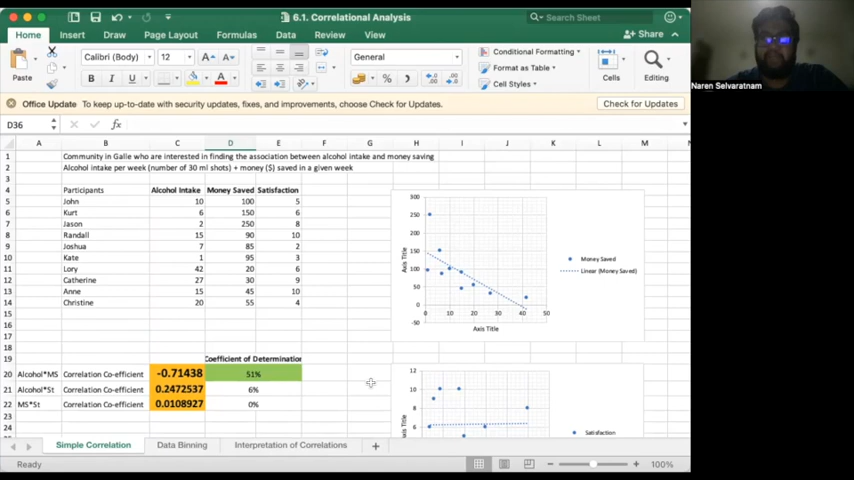 6.1. Correlational Analysis
Search Sheet
Home Insert Draw Page Layout Formulas Data Review View
Share
Paste
Calibri (Body) 12
B I U
General
Conditional Formatting
Format as Table
Cell Styles
Cells
Editing
Naren Selvaratnam
Office Update To keep up-to-date with security updates, fixes, and improvements, choose Check for Updates.
Check for Updates
D36 fx
A B C D E F G H I J K L M N
1 Community in Galle who are interested in finding the association between alcohol intake and money saving
2 Alcohol intake per week (number of 30 ml shots) + money ($) saved in a given week
3
4 Participants Alcohol Intake Money Saved Satisfaction
5 John 10 100 5
6 Kurt 6 150 6
7 Jason 2 250 8
8 Randall 15 90 10
9 Joshua 7 85 2
10 Kate 1 95 3
11 Lory 42 20 6
12 Catherine 27 30 9
13 Anne 15 45 10
14 Christine 20 55 4
15
16
17
18
19 Coefficient of Determination
20 Alcohol*MS Correlation Co-efficient -0.71438 51%
21 Alcohol*St Correlation Co-efficient 0.2472537 6%
22 MS*St Correlation Co-efficient 0.0108927 0%
23
24
300
250
200
150
100
50
0
-50
0 10 20 30 40 50
Axis Title
Axis Title
Money Saved
Linear (Money Saved)
12
10
8
6
4
Axis Title
Satisfaction
Simple Correlation Data Binning Interpretation of Correlations +
Ready
100%